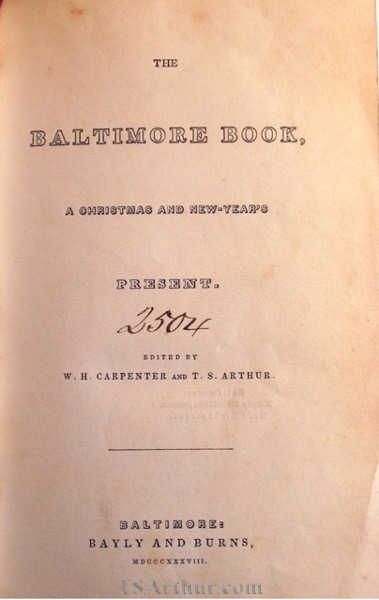 THE
BALTIMORE BOOK,
A CHRISTMAS AND NEW-YEAR'S
PRESENT.
2504
EDITED BY
W. H. CARPENTER AND T. S. ARTHUR.
BALTIMORE:
BAYLY AND BURNS,
MDCCCXXXVIII.
TSArthur.com